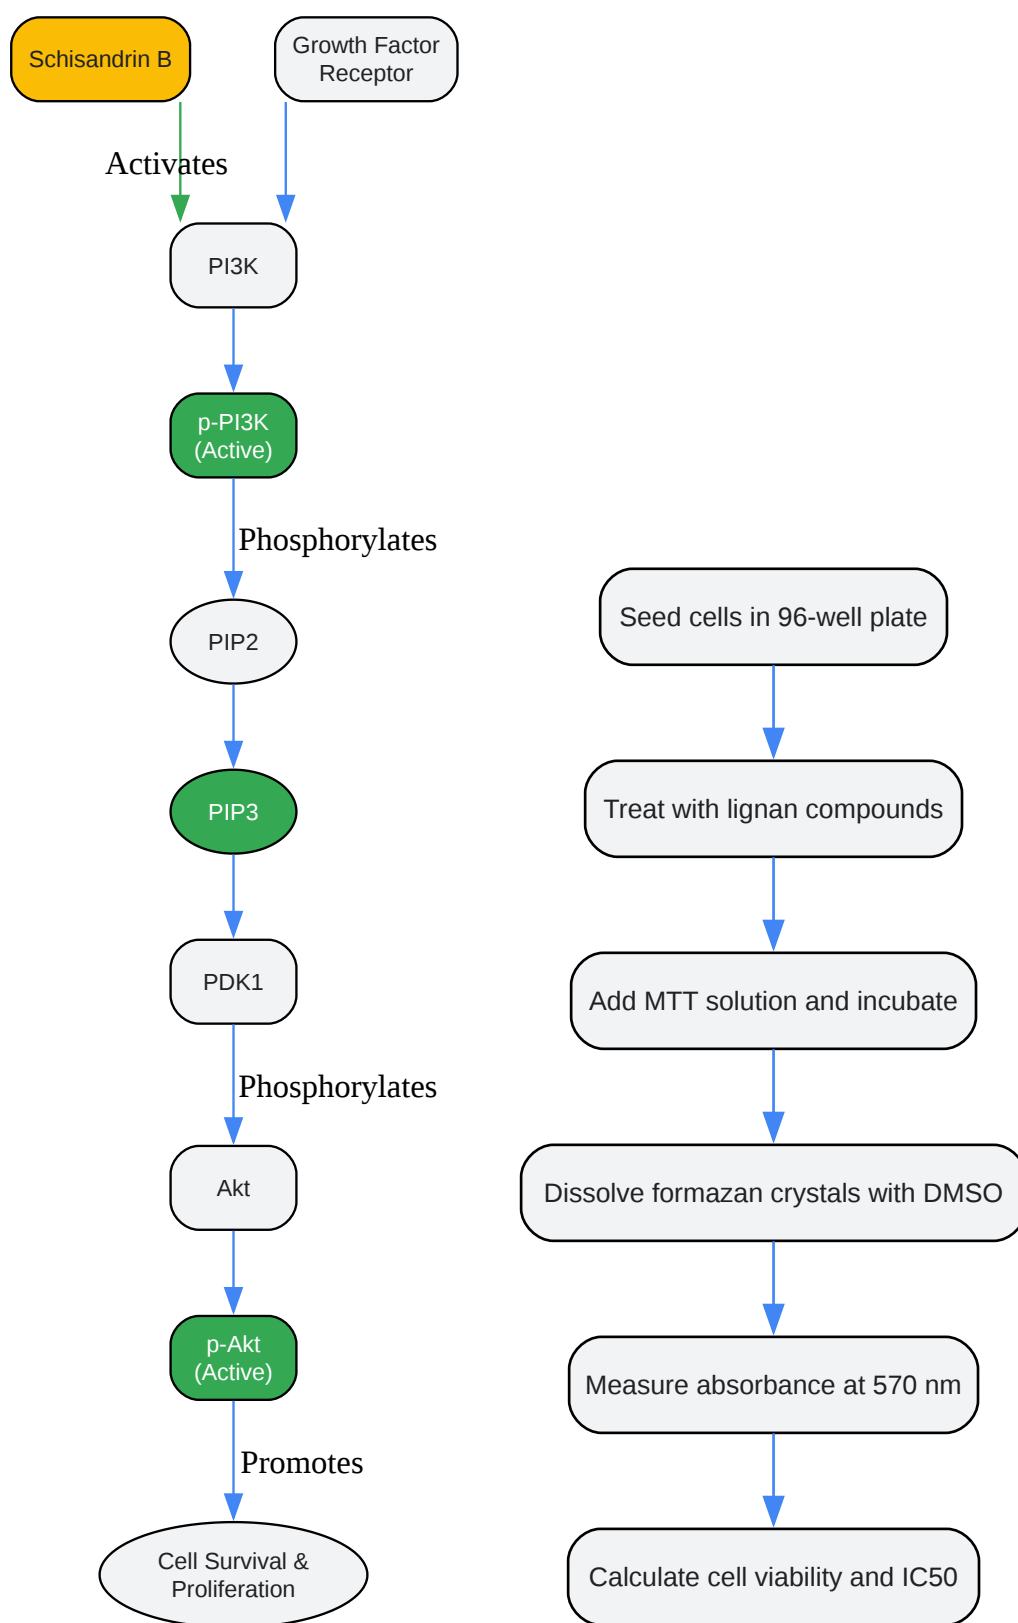 Schisandrin B
Growth Factor
Receptor
Activates
PI3K
p-PI3K
(Active)
Phosphorylates
PIP2
PIP3
PDK1
Phosphorylates
Akt
p-Akt
(Active)
Promotes
Cell Survival &
Proliferation
Seed cells in 96-well plate
Treat with lignan compounds
Add MTT solution and incubate
Dissolve formazan crystals with DMSO
Measure absorbance at 570 nm
Calculate cell viability and IC50